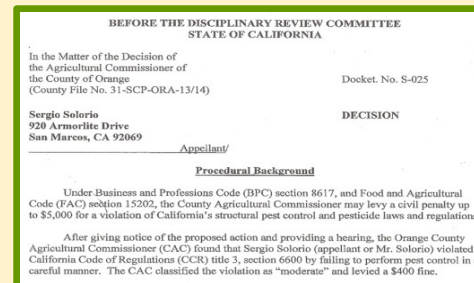 BEFORE THE DISCIPLINARY REVIEW COMMITTEE
STATE OF CALIFORNIA
In the Matter of the Decision of
the Agricultural Commissioner of
the County of Orange
(County File No. 31-SCP-ORA-13/14)
Docket. No. S-025
Sergio Solorio
920 Armorlite Drive
San Marcos, CA 92069
DECISION
Appellant/
Procedural Background
Under Business and Professions Code (BPC) section 8617, and Food and Agricultural
Code (FAC) section 15202, the County Agricultural Commissioner may levy a civil penalty up
to $5,000 for a violation of California's structural pest control and pesticide laws and regulations
After giving notice of the proposed action and providing a hearing, the Orange County
Agricultural Commissioner (CAC) found that Sergio Solorio (appellant or Mr. Solorio) violated
California Code of Regulations (CCR) title 3, section 6600 by failing to perform pest control in
careful manner. The CAC classified the violation as "moderate" and levied a $400 fine.